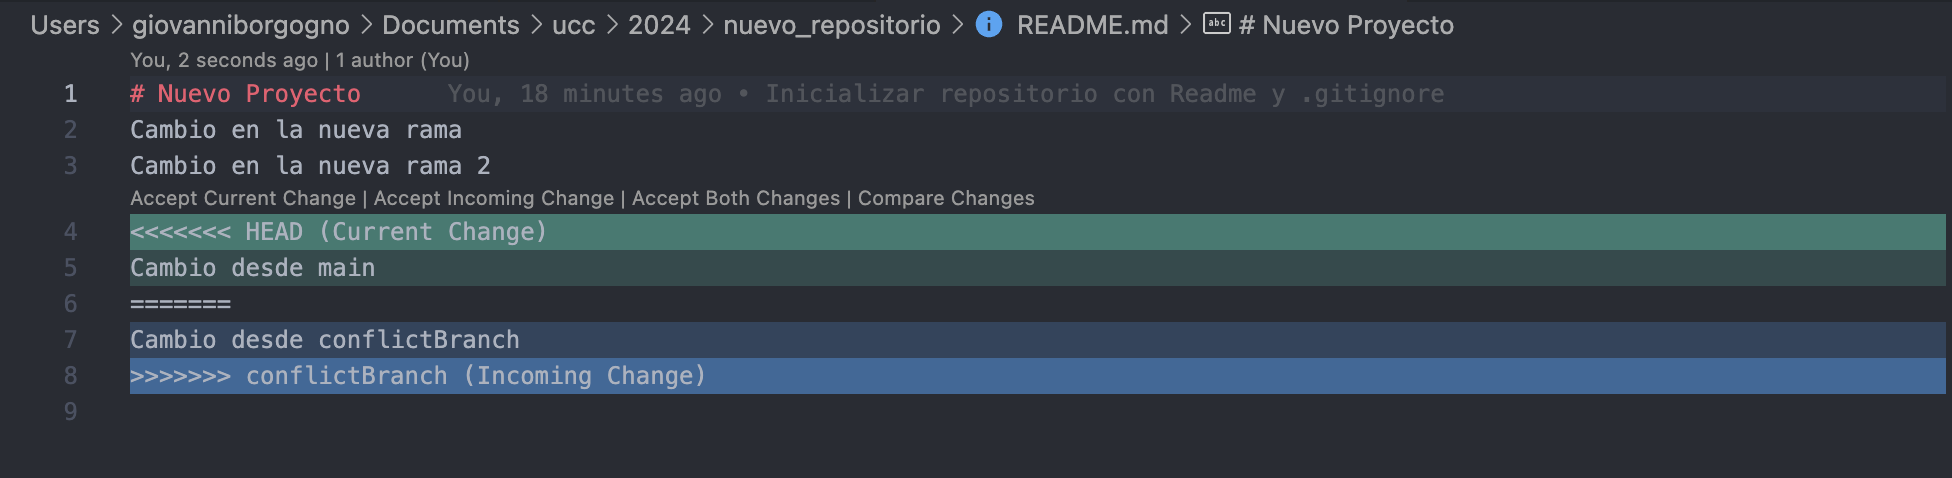 Users > giovanniborgogno > Documents > ucc > 2024 > nuevo_repositorio > README.md > # Nuevo Proyecto
You, 2 seconds ago | 1 author (You)
1 # Nuevo Proyecto You, 18 minutes ago • Inicializar repositorio con Readme y .gitignore
2 Cambio en la nueva rama
3 Cambio en la nueva rama 2
Accept Current Change | Accept Incoming Change | Accept Both Changes | Compare Changes
4 <<<<<<< HEAD (Current Change)
5 Cambio desde main
6 =======
7 Cambio desde conflictBranch
8 >>>>>>> conflictBranch (Incoming Change)
9